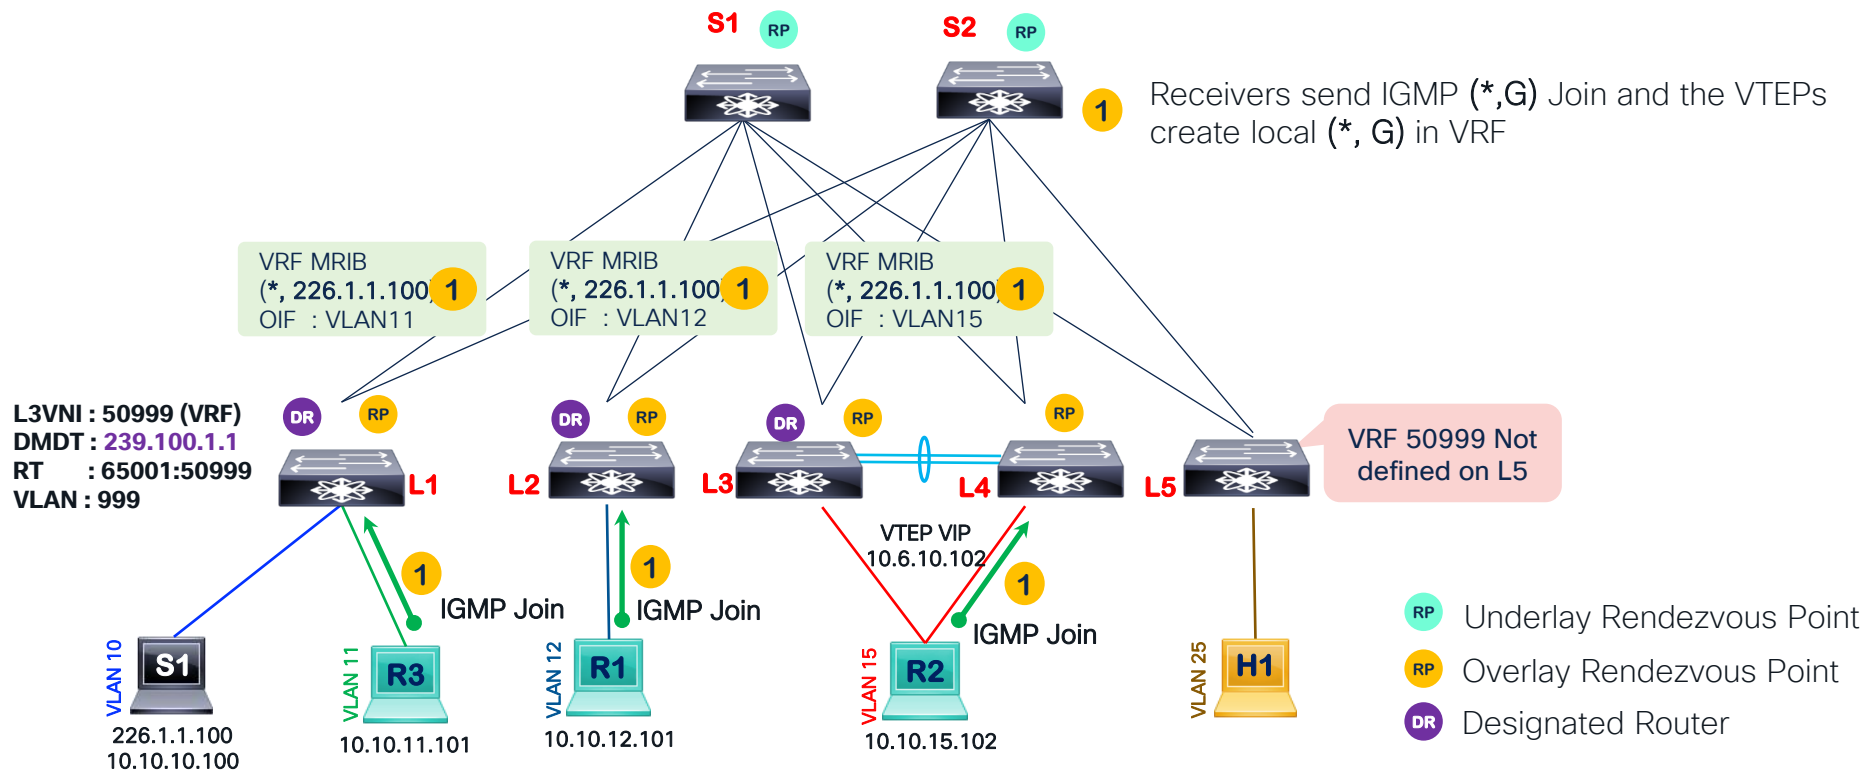 S1
RP
S2
RP
1
Receivers send IGMP (*,G) Join and the VTEPs
create local (*, G) in VRF
VRF MRIB
(*, 226.1.1.100)
OIF : VLAN11
1
VRF MRIB
(*, 226.1.1.100)
OIF : VLAN12
1
VRF MRIB
(*, 226.1.1.100)
OIF : VLAN15
1
L3VNI : 50999 (VRF)
DMDT : 239.100.1.1
RT : 65001:50999
VLAN : 999
DR
RP
L1
DR
RP
L2
DR
RP
L3
RP
L4
L5
VRF 50999 Not
defined on L5
VTEP VIP
10.6.10.102
1
IGMP Join
1
IGMP Join
1
IGMP Join
VLAN 10
S1
226.1.1.100
10.10.10.100
VLAN 11
R3
10.10.11.101
VLAN 12
R1
10.10.12.101
VLAN 15
R2
10.10.15.102
VLAN 25
H1
RP Underlay Rendezvous Point
RP Overlay Rendezvous Point
DR Designated Router